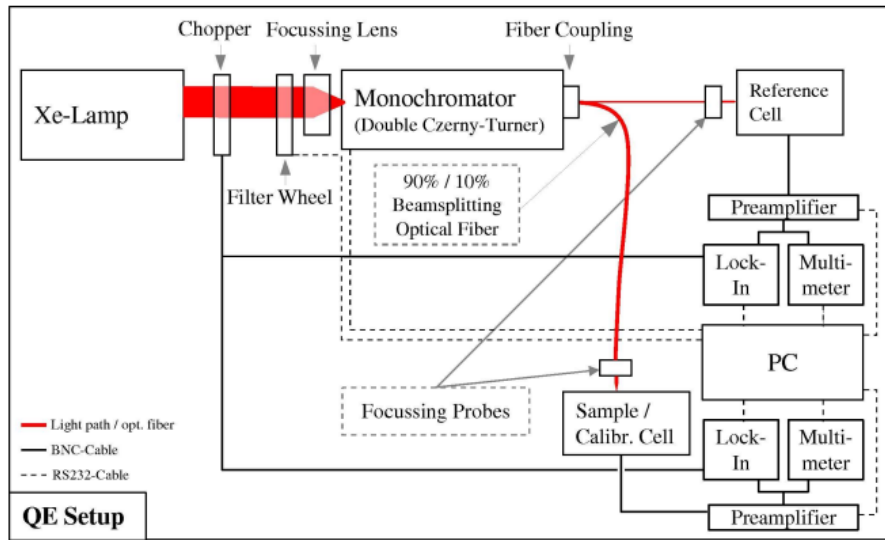 Chopper
Focussing Lens
Fiber Coupling
Xe-Lamp
Monochromator
(Double Czerny-Turner)
Reference
Cell
Filter Wheel
90% / 10%
Beamsplitting
Optical Fiber
Preamplifier
Lock-
In
Multi-
meter
PC
Focussing Probes
Sample /
Calibr. Cell
Lock-
In
Multi-
meter
Preamplifier
Light path / opt. fiber
BNC-Cable
RS232-Cable
QE Setup